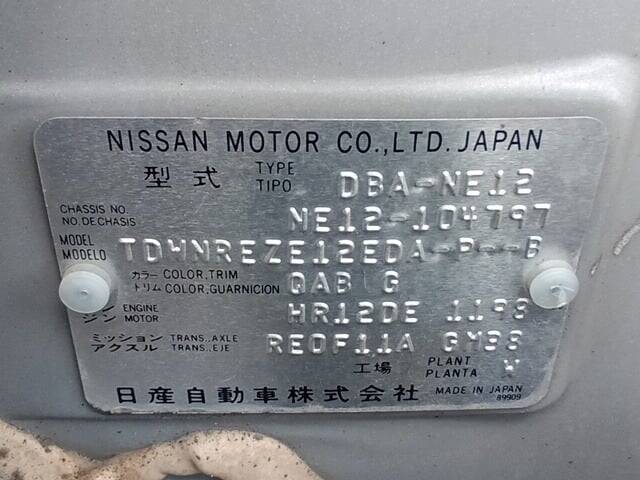 NISSAN MOTOR CO.,LTD. JAPAN
型式 TYPE TIPO DBA-NE12
CHASSIS NO. NO.DE CHASIS NE12-104797
MODEL MODELO TDWNREZE12EDA-P--B
カラー COLOR,TRIM トリム COLOR,GUARNICION QAB G
ン ENGINE ジン MOTOR HR12DE 1198
ミッション TRANS.,AXLE アクスル TRANS.,EJE RE0F11A GM38
工場 PLANT PLANTA W
日産自動車株式会社 MADE IN JAPAN
89909